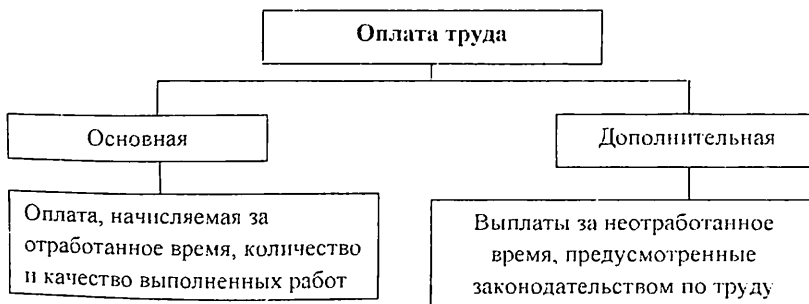 Оплата труда
Основная
Дополнительная
Оплата, начисляемая за
отработанное время, количество
и качество выполненных работ
Выплаты за неотработанное
время, предусмотренные
законодательством по труду